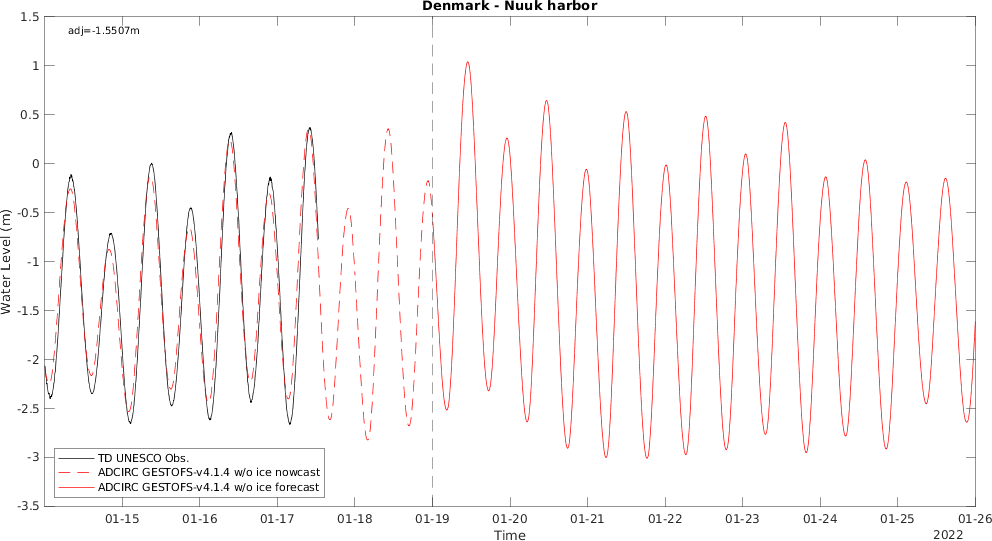 Denmark - Nuuk harbor
adj=-1.5507m
1.5
1
0.5
0
-0.5
-1
-1.5
-2
-2.5
-3
-3.5
Water Level (m)
TD UNESCO Obs.
ADCIRC GESTOFS-v4.1.4 w/o ice nowcast
ADCIRC GESTOFS-v4.1.4 w/o ice forecast
01-15 01-16 01-17 01-18 01-19 01-20 01-21 01-22 01-23 01-24 01-25 01-26
Time
2022